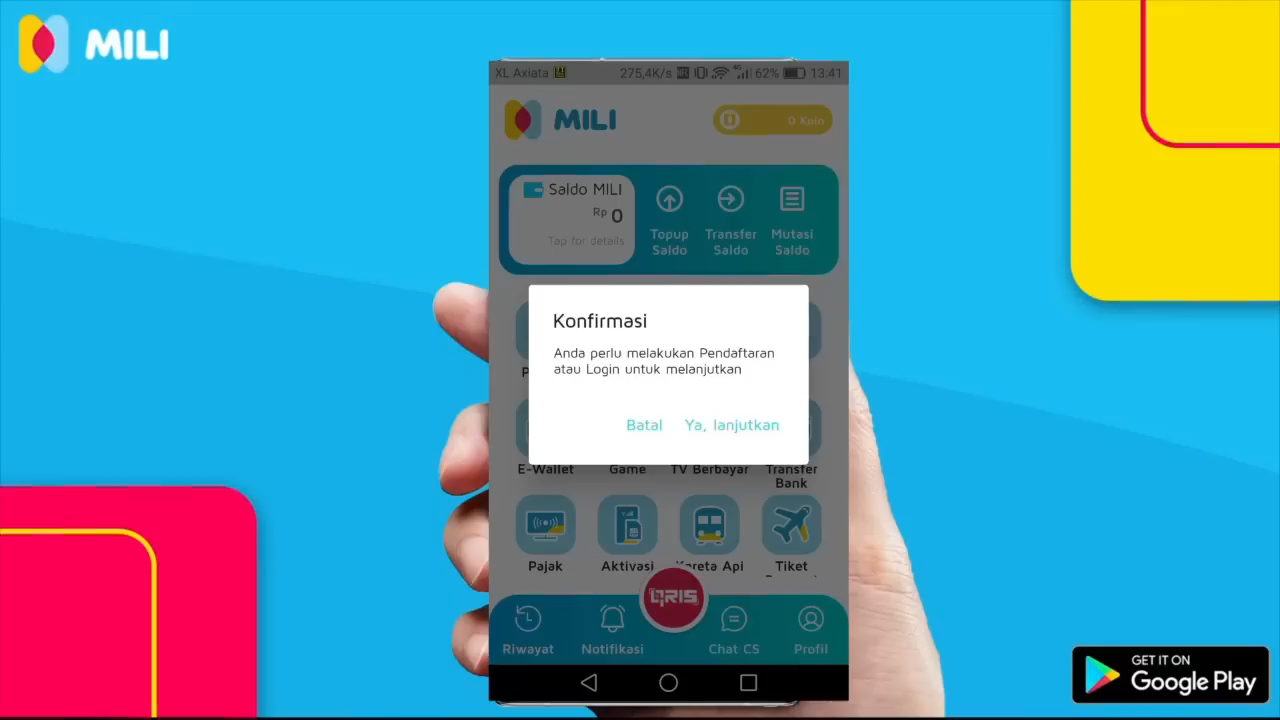 MILI
XL Axiata 275,4K/s 4G 62% 13:41
MILI
0 Koin
Saldo MILI
Rp 0
Tap for details
Topup Saldo
Transfer Saldo
Mutasi Saldo
Konfirmasi
Anda perlu melakukan Pendaftaran
atau Login untuk melanjutkan
Batal Ya, lanjutkan
E-Wallet Game TV Berbayar Transfer
Bank
Pajak Aktivasi Kereta Api Tiket
QRIS
Riwayat Notifikasi Chat CS Profil
GET IT ON
Google Play